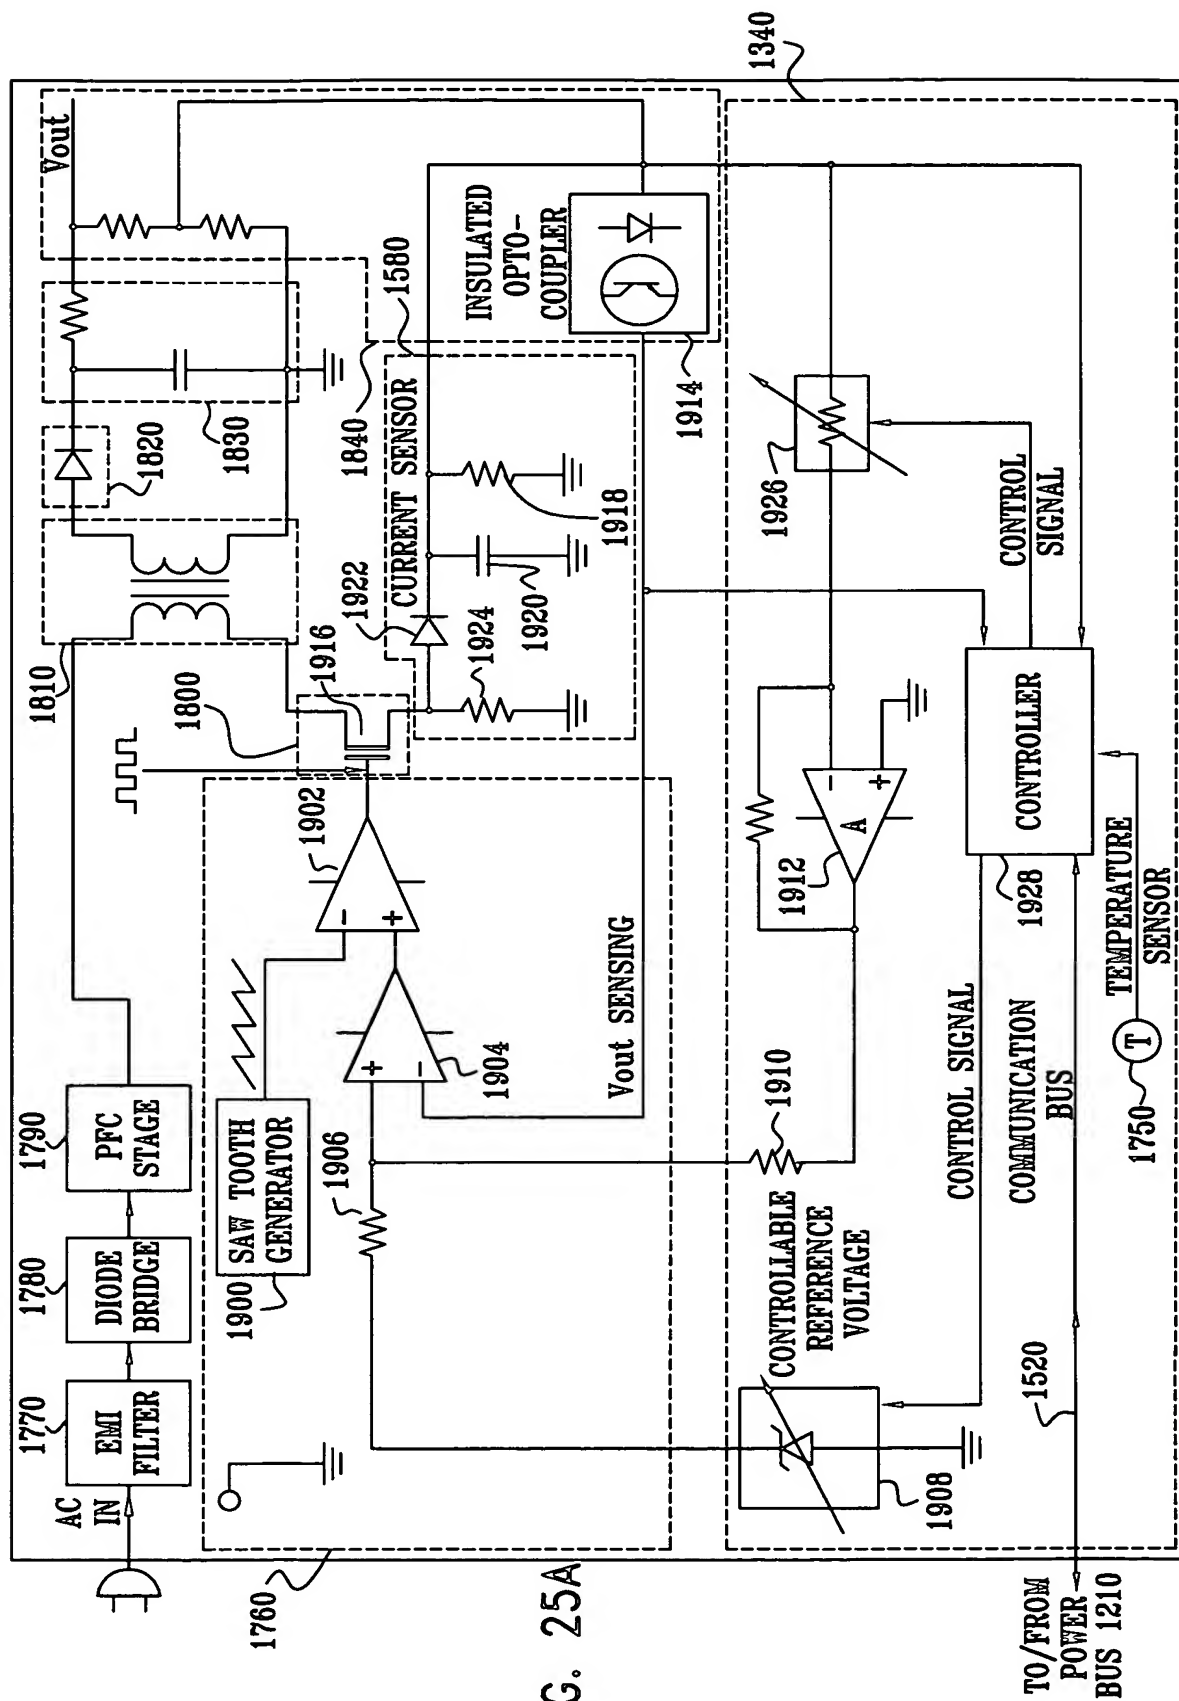 AC
IN
1770
EMI
FILTER
1780
DIODE
BRIDGE
1790
PFC
STAGE
1810
1820
1830
Vout
1840
1580
1800
1916
CURRENT SENSOR
1922
1924
1920
1918
INSULATED
OPTO-
COUPLER
1914
1760
1900
SAW TOOTH
GENERATOR
1902
-
+
1904
+
-
1906
Vout SENSING
1910
CONTROLLABLE
REFERENCE
VOLTAGE
1908
1912
A
-
+
1926
CONTROL
SIGNAL
1340
CONTROL SIGNAL
CONTROLLER
1928
COMMUNICATION
BUS
1520
TEMPERATURE
SENSOR
T
1750
TO/FROM
POWER
BUS 1210
G. 25A